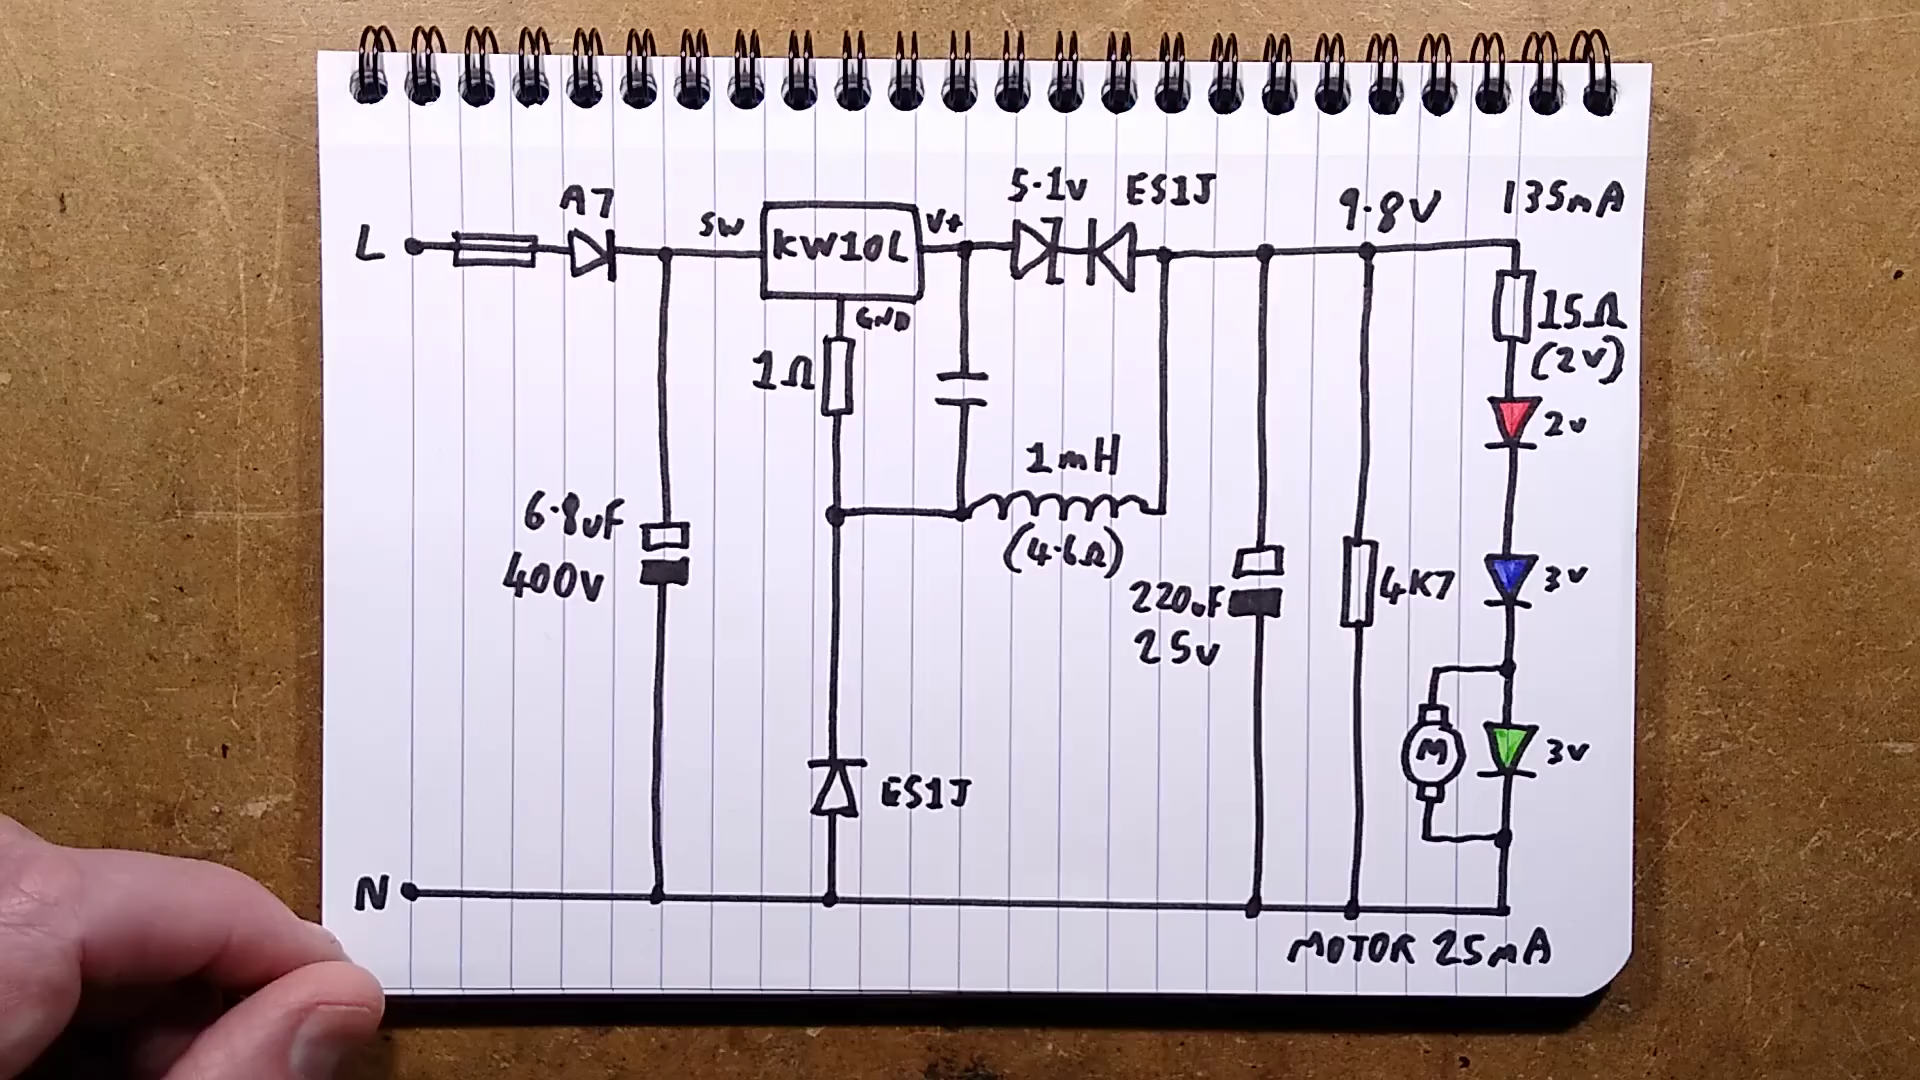 L
A7
SW
KW10L
V+
GND
5.1v
ES1J
9.8V
135mA
15Ω
(2v)
1Ω
2v
1mH
(4.6Ω)
6.8uF
400v
220uF
25v
4K7
3v
M
3v
ES1J
N
MOTOR 25mA